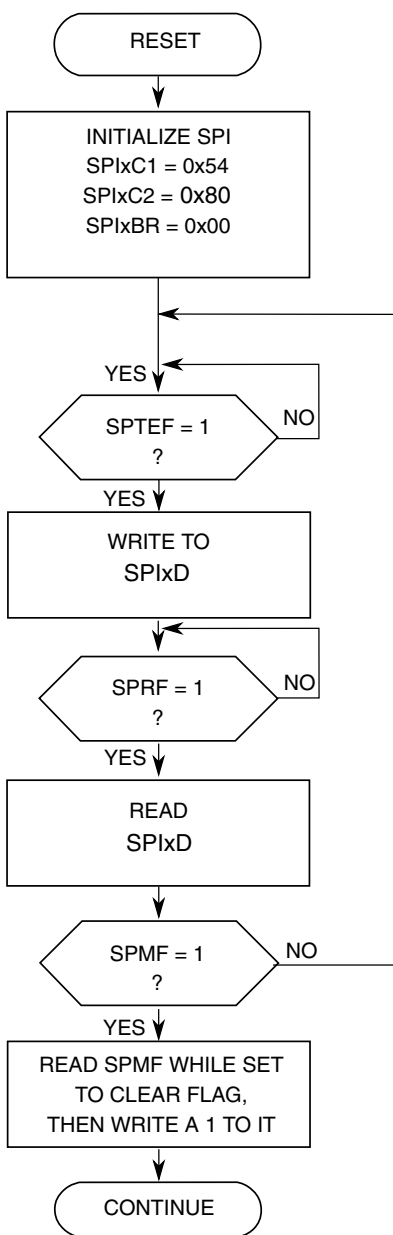 RESET
INITIALIZE SPI
SPIxC1 = 0x54
SPIxC2 = 0x80
SPIxBR = 0x00
YES
SPTEF = 1
?
NO
YES
WRITE TO
SPIxD
SPRF = 1
?
NO
YES
READ
SPIxD
SPMF = 1
?
NO
YES
READ SPMF WHILE SET
TO CLEAR FLAG,
THEN WRITE A 1 TO IT
CONTINUE